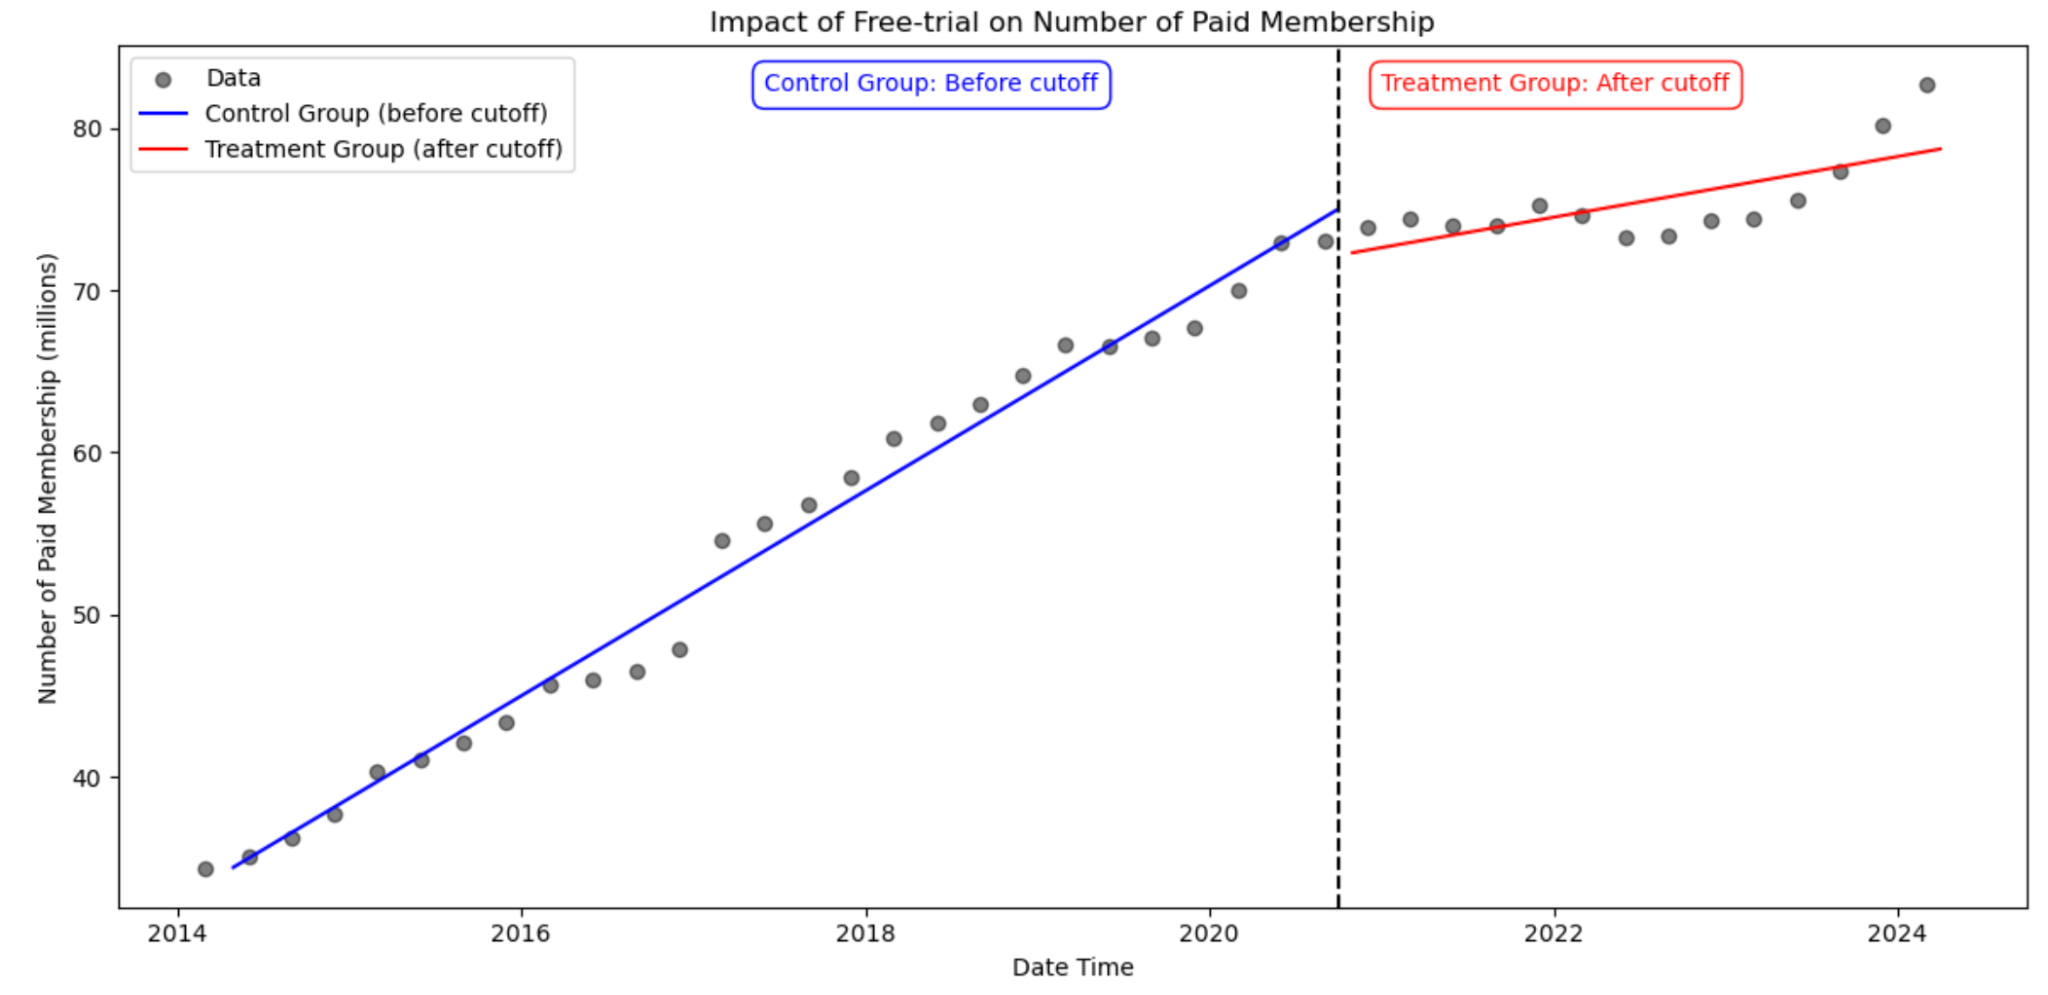 Impact of Free-trial on Number of Paid Membership
Data
Control Group (before cutoff)
Treatment Group (after cutoff)
Control Group: Before cutoff
Treatment Group: After cutoff
Number of Paid Membership (millions)
80
70
60
50
40
2014
2016
2018
2020
2022
2024
Date Time